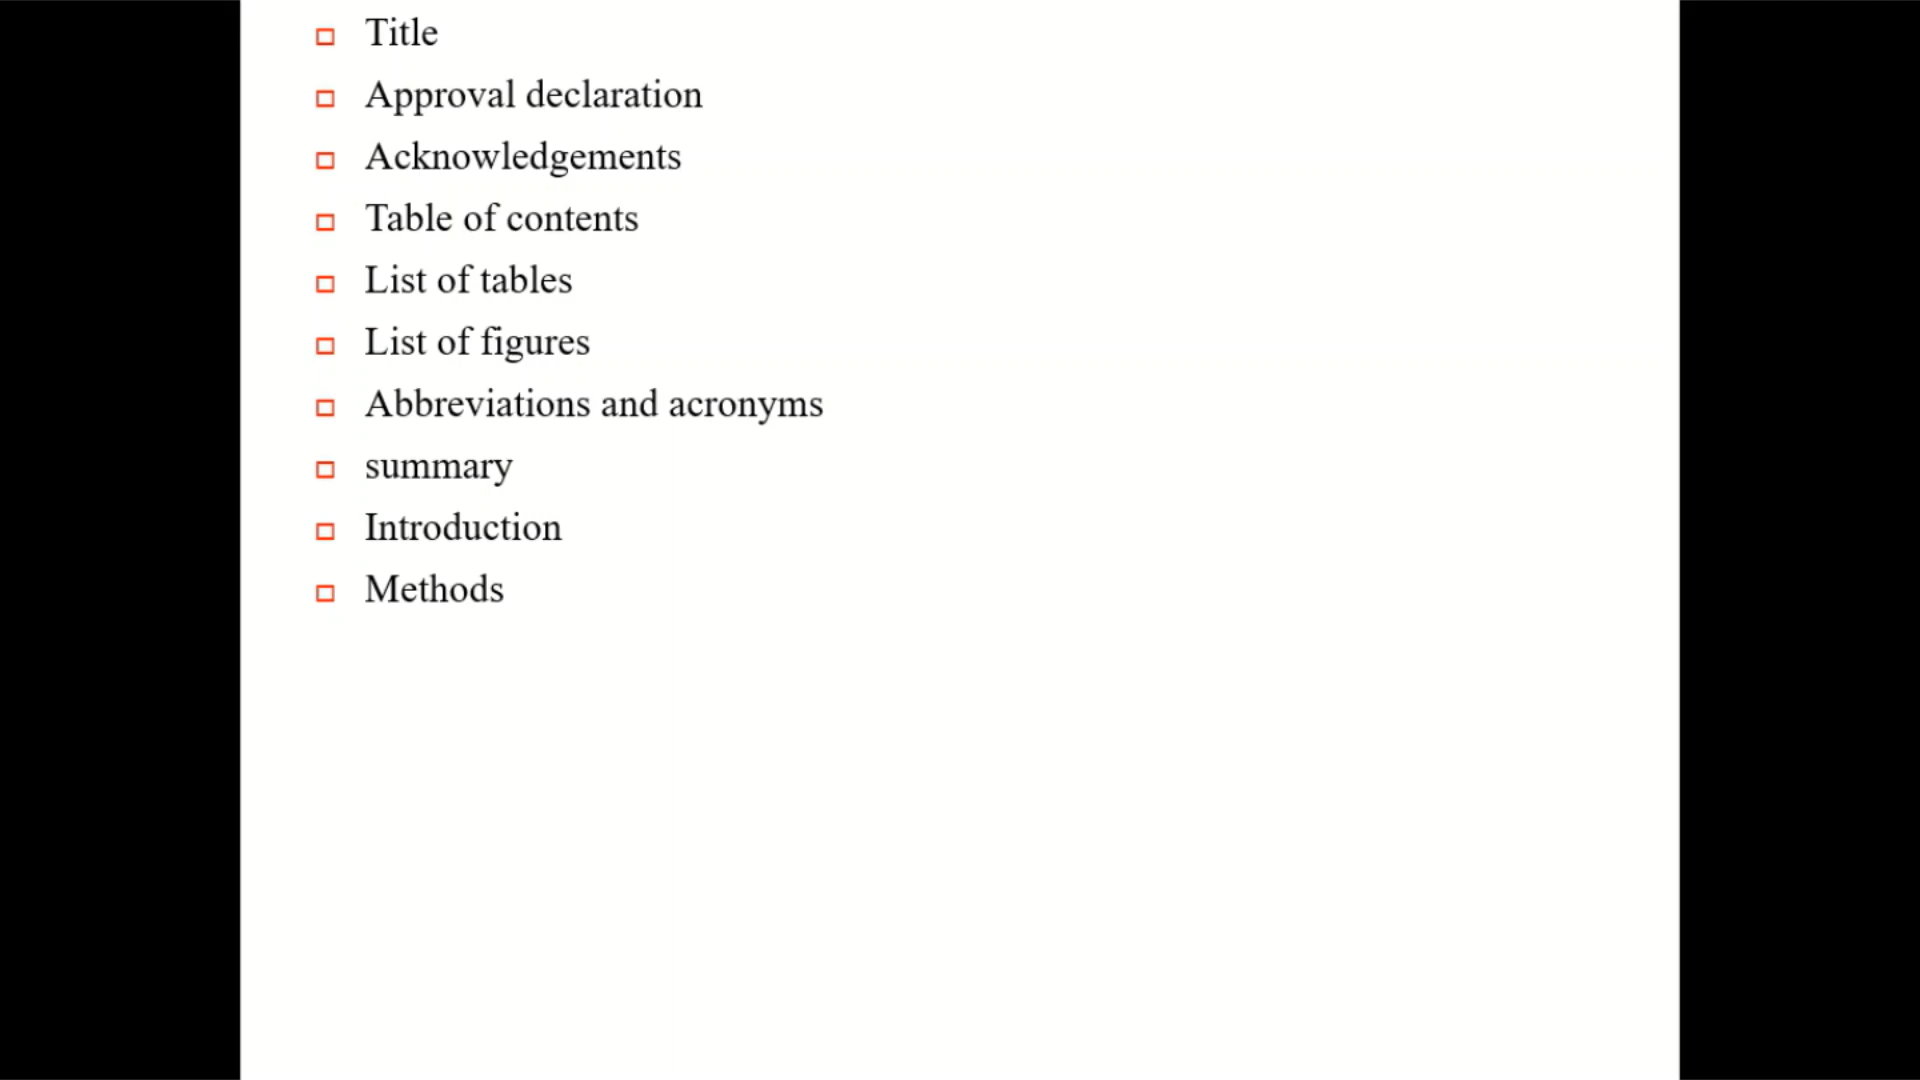 Title
Approval declaration
Acknowledgements
Table of contents
List of tables
List of figures
Abbreviations and acronyms
summary
Introduction
Methods